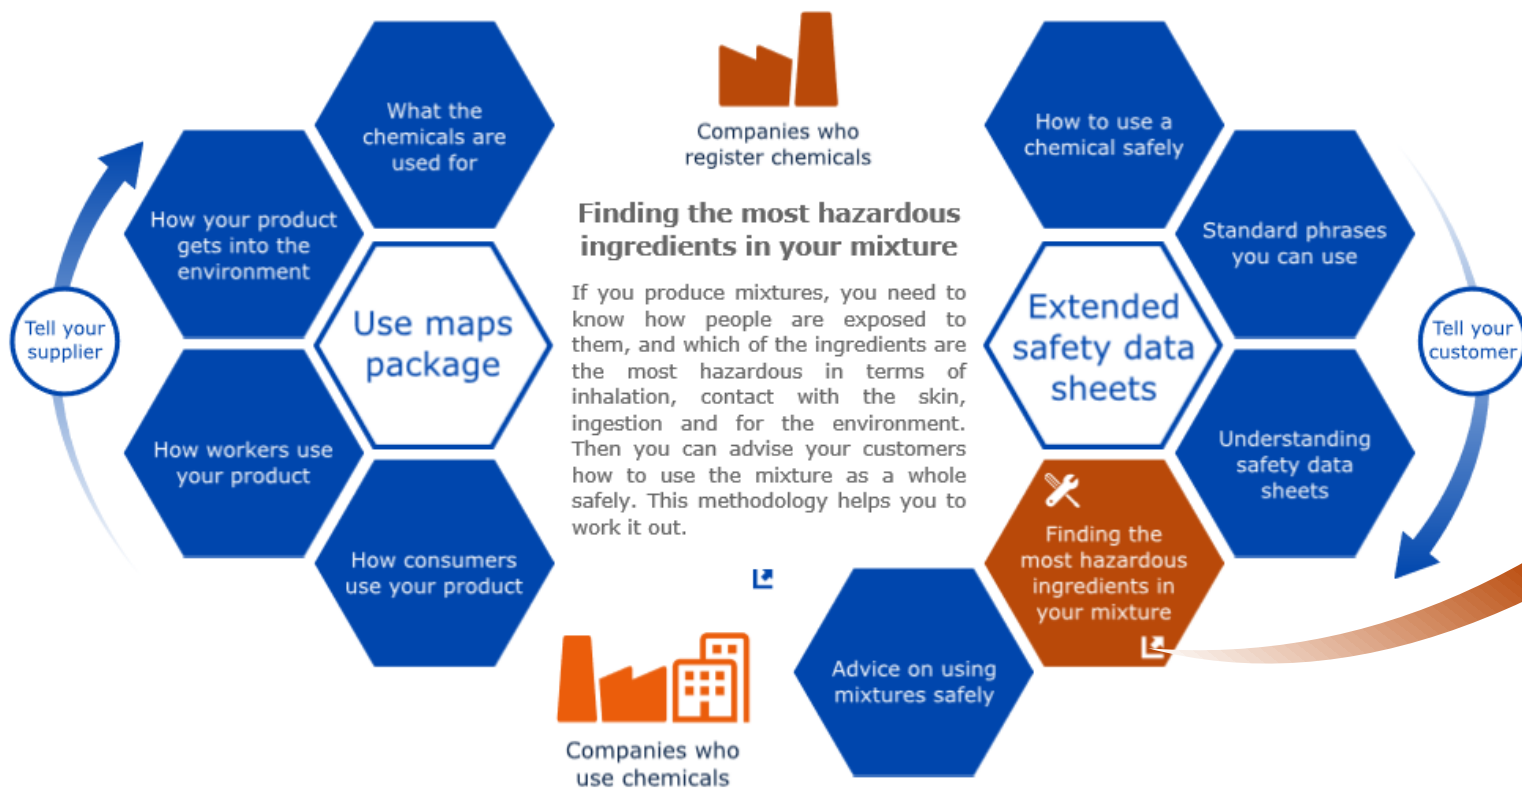 What the
chemicals are
used for
How your product
gets into the
environment
Use maps
package
Tell your
supplier
How workers use
your product
How consumers
use your product
Companies who
register chemicals
Finding the most hazardous
ingredients in your mixture
If you produce mixtures, you need to
know how people are exposed to
them, and which of the ingredients are
the most hazardous in terms of
inhalation, contact with the skin,
ingestion and for the environment.
Then you can advise your customers
how to use the mixture as a whole
safely. This methodology helps you to
work it out.
Companies who
use chemicals
How to use a
chemical safely
Standard phrases
you can use
Extended
safety data
sheets
Tell your
customer
Understanding
safety data
sheets
Finding the
most hazardous
ingredients in
your mixture
Advice on using
mixtures safely